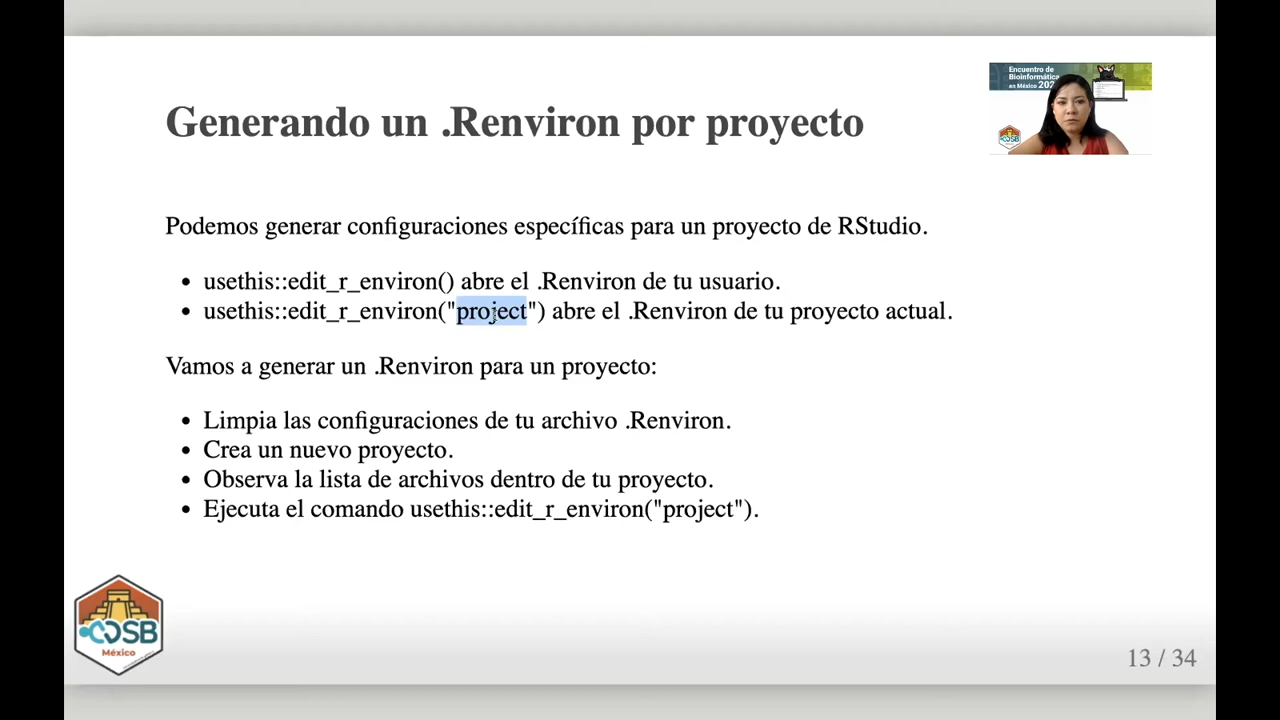 Generando un .Renviron por proyecto
Encuentro de
Bioinformática
en México 202
CDSB
Podemos generar configuraciones específicas para un proyecto de RStudio.
• usethis::edit_r_environ() abre el .Renviron de tu usuario.
• usethis::edit_r_environ("project") abre el .Renviron de tu proyecto actual.
Vamos a generar un .Renviron para un proyecto:
• Limpia las configuraciones de tu archivo .Renviron.
• Crea un nuevo proyecto.
• Observa la lista de archivos dentro de tu proyecto.
• Ejecuta el comando usethis::edit_r_environ("project").
CDSB
México
13 / 34